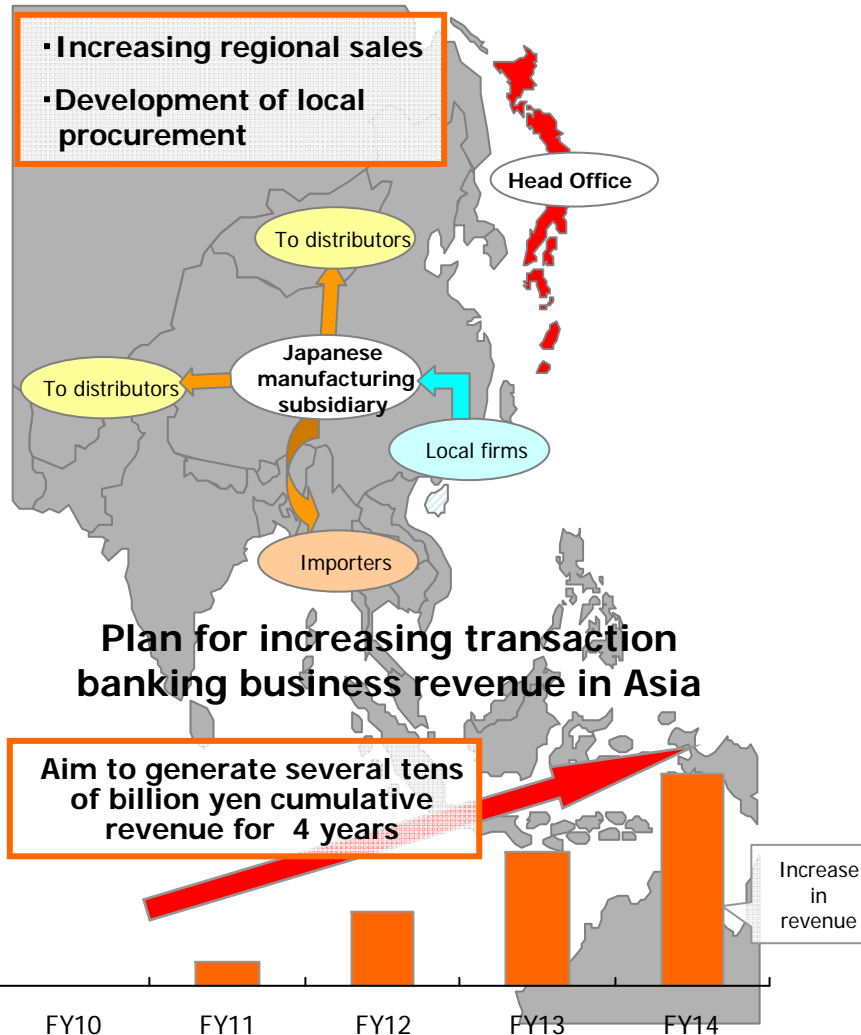 ・Increasing regional sales
・Development of local
procurement
Head Office
To distributors
Japanese
manufacturing
subsidiary
To distributors
Local firms
Importers
Plan for increasing transaction
banking business revenue in Asia
Aim to generate several tens
of billion yen cumulative
revenue for 4 years
Increase
in
revenue
FY10 FY11 FY12 FY13 FY14